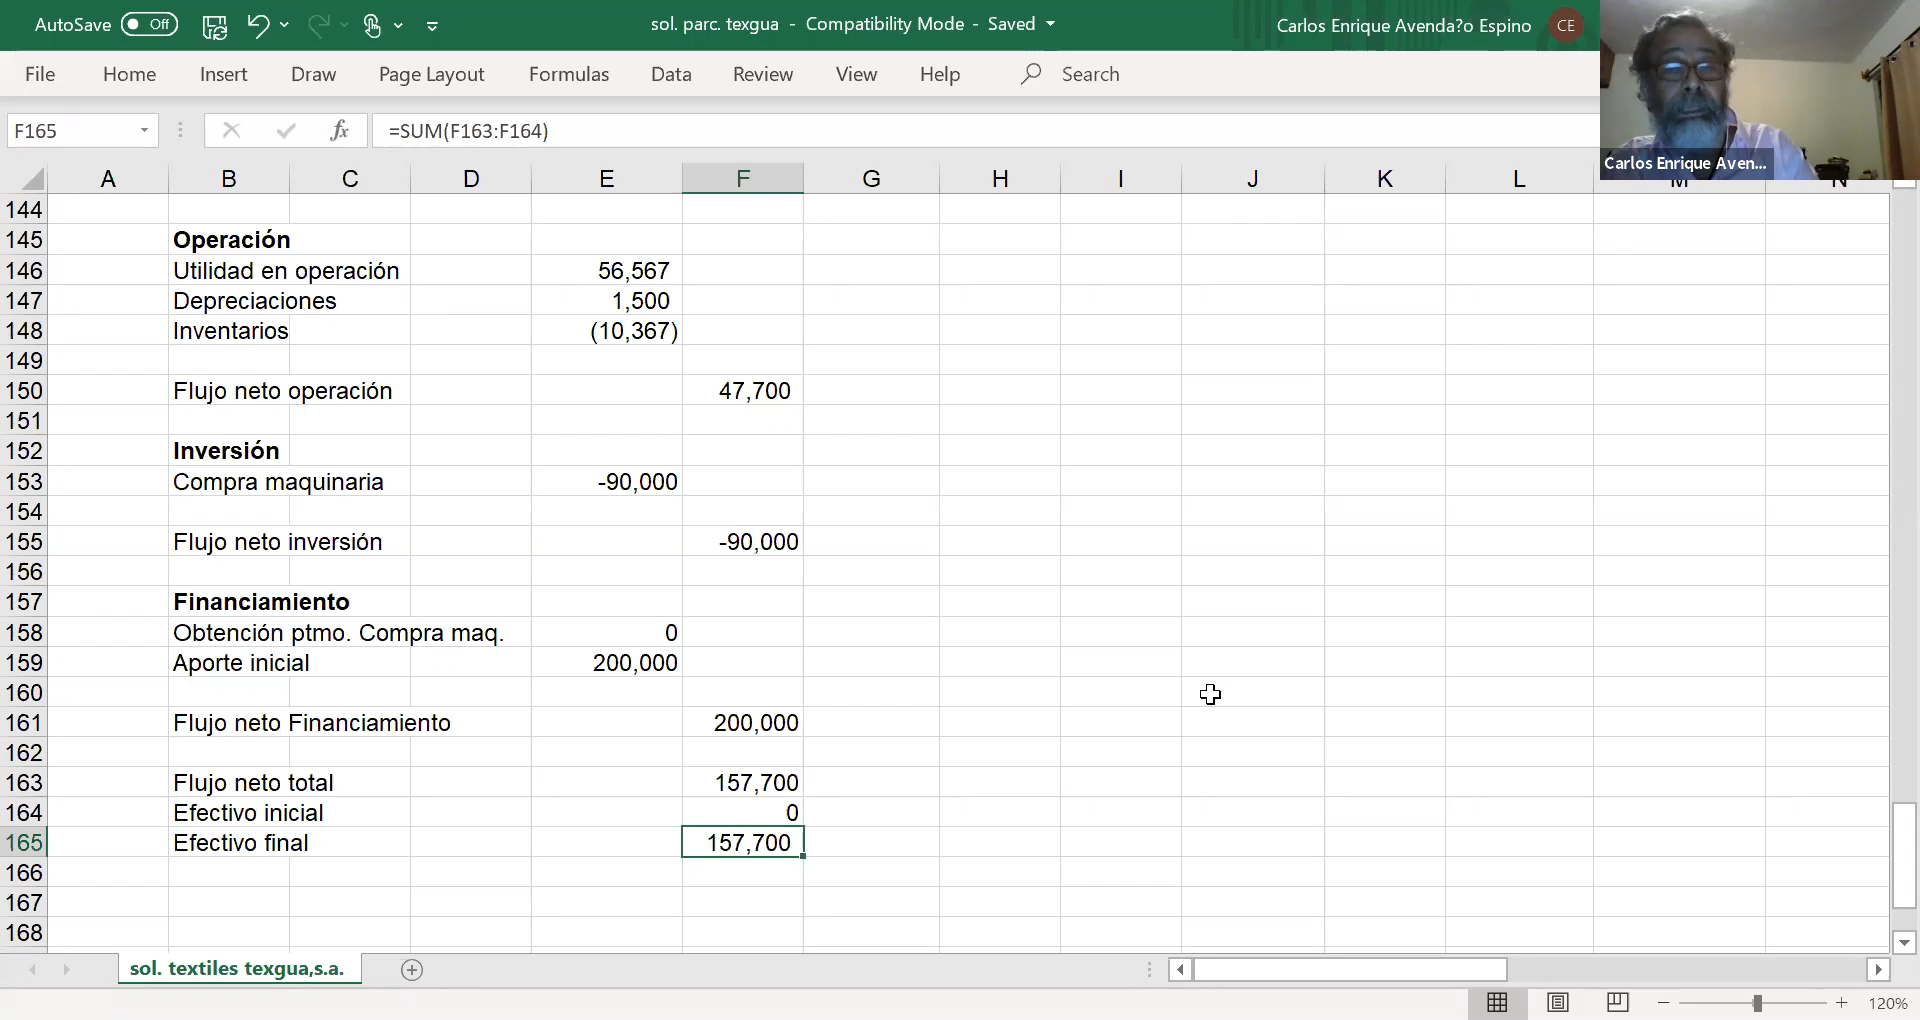 AutoSave Off sol. parc. texgua - Compatibility Mode - Saved Carlos Enrique Avenda?o Espino CE
File Home Insert Draw Page Layout Formulas Data Review View Help Search
F165 fx =SUM(F163:F164)
Carlos Enrique Aven...
A B C D E F G H I J K L M N
144
145 Operación
146 Utilidad en operación 56,567
147 Depreciaciones 1,500
148 Inventarios (10,367)
149
150 Flujo neto operación 47,700
151
152 Inversión
153 Compra maquinaria -90,000
154
155 Flujo neto inversión -90,000
156
157 Financiamiento
158 Obtención ptmo. Compra maq. 0
159 Aporte inicial 200,000
160
161 Flujo neto Financiamiento 200,000
162
163 Flujo neto total 157,700
164 Efectivo inicial 0
165 Efectivo final 157,700
166
167
168
sol. textiles texgua,s.a.
120%